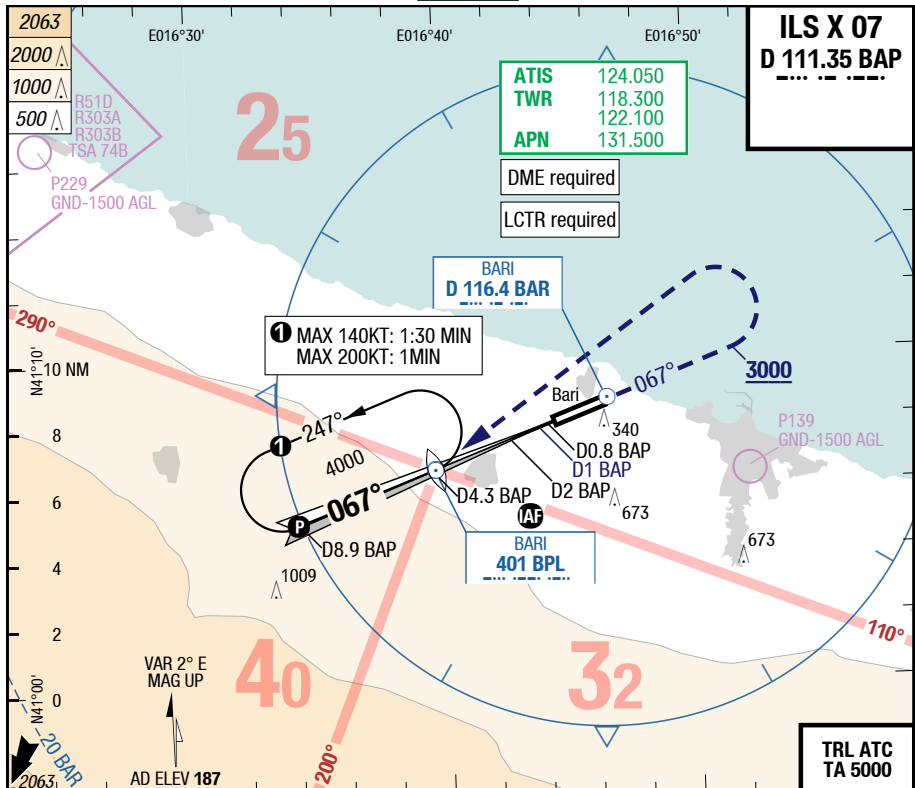 2063
2000
1000
500
E016°30'
E016°40'
E016°50'
ILS X 07
D 111.35 BAP
ATIS 124.050
TWR 118.300
122.100
APN 131.500
DME required
LCTR required
R51D
R303A
R303B
TSA 74B
P229
GND-1500 AGL
25
BARI
D 116.4 BAR
1 MAX 140KT: 1:30 MIN
MAX 200KT: 1MIN
290°
N41°10'
10 NM
8
6
4
2
0
N41°00'
3000
067°
Bari
340
P139
GND-1500 AGL
247°
1
4000
D0.8 BAP
D1 BAP
D2 BAP
D4.3 BAP
067°
P
D8.9 BAP
IAF
673
673
BARI
401 BPL
1009
110°
40
32
VAR 2° E
MAG UP
200°
20 BAR
2063
AD ELEV 187
TRL ATC
TA 5000